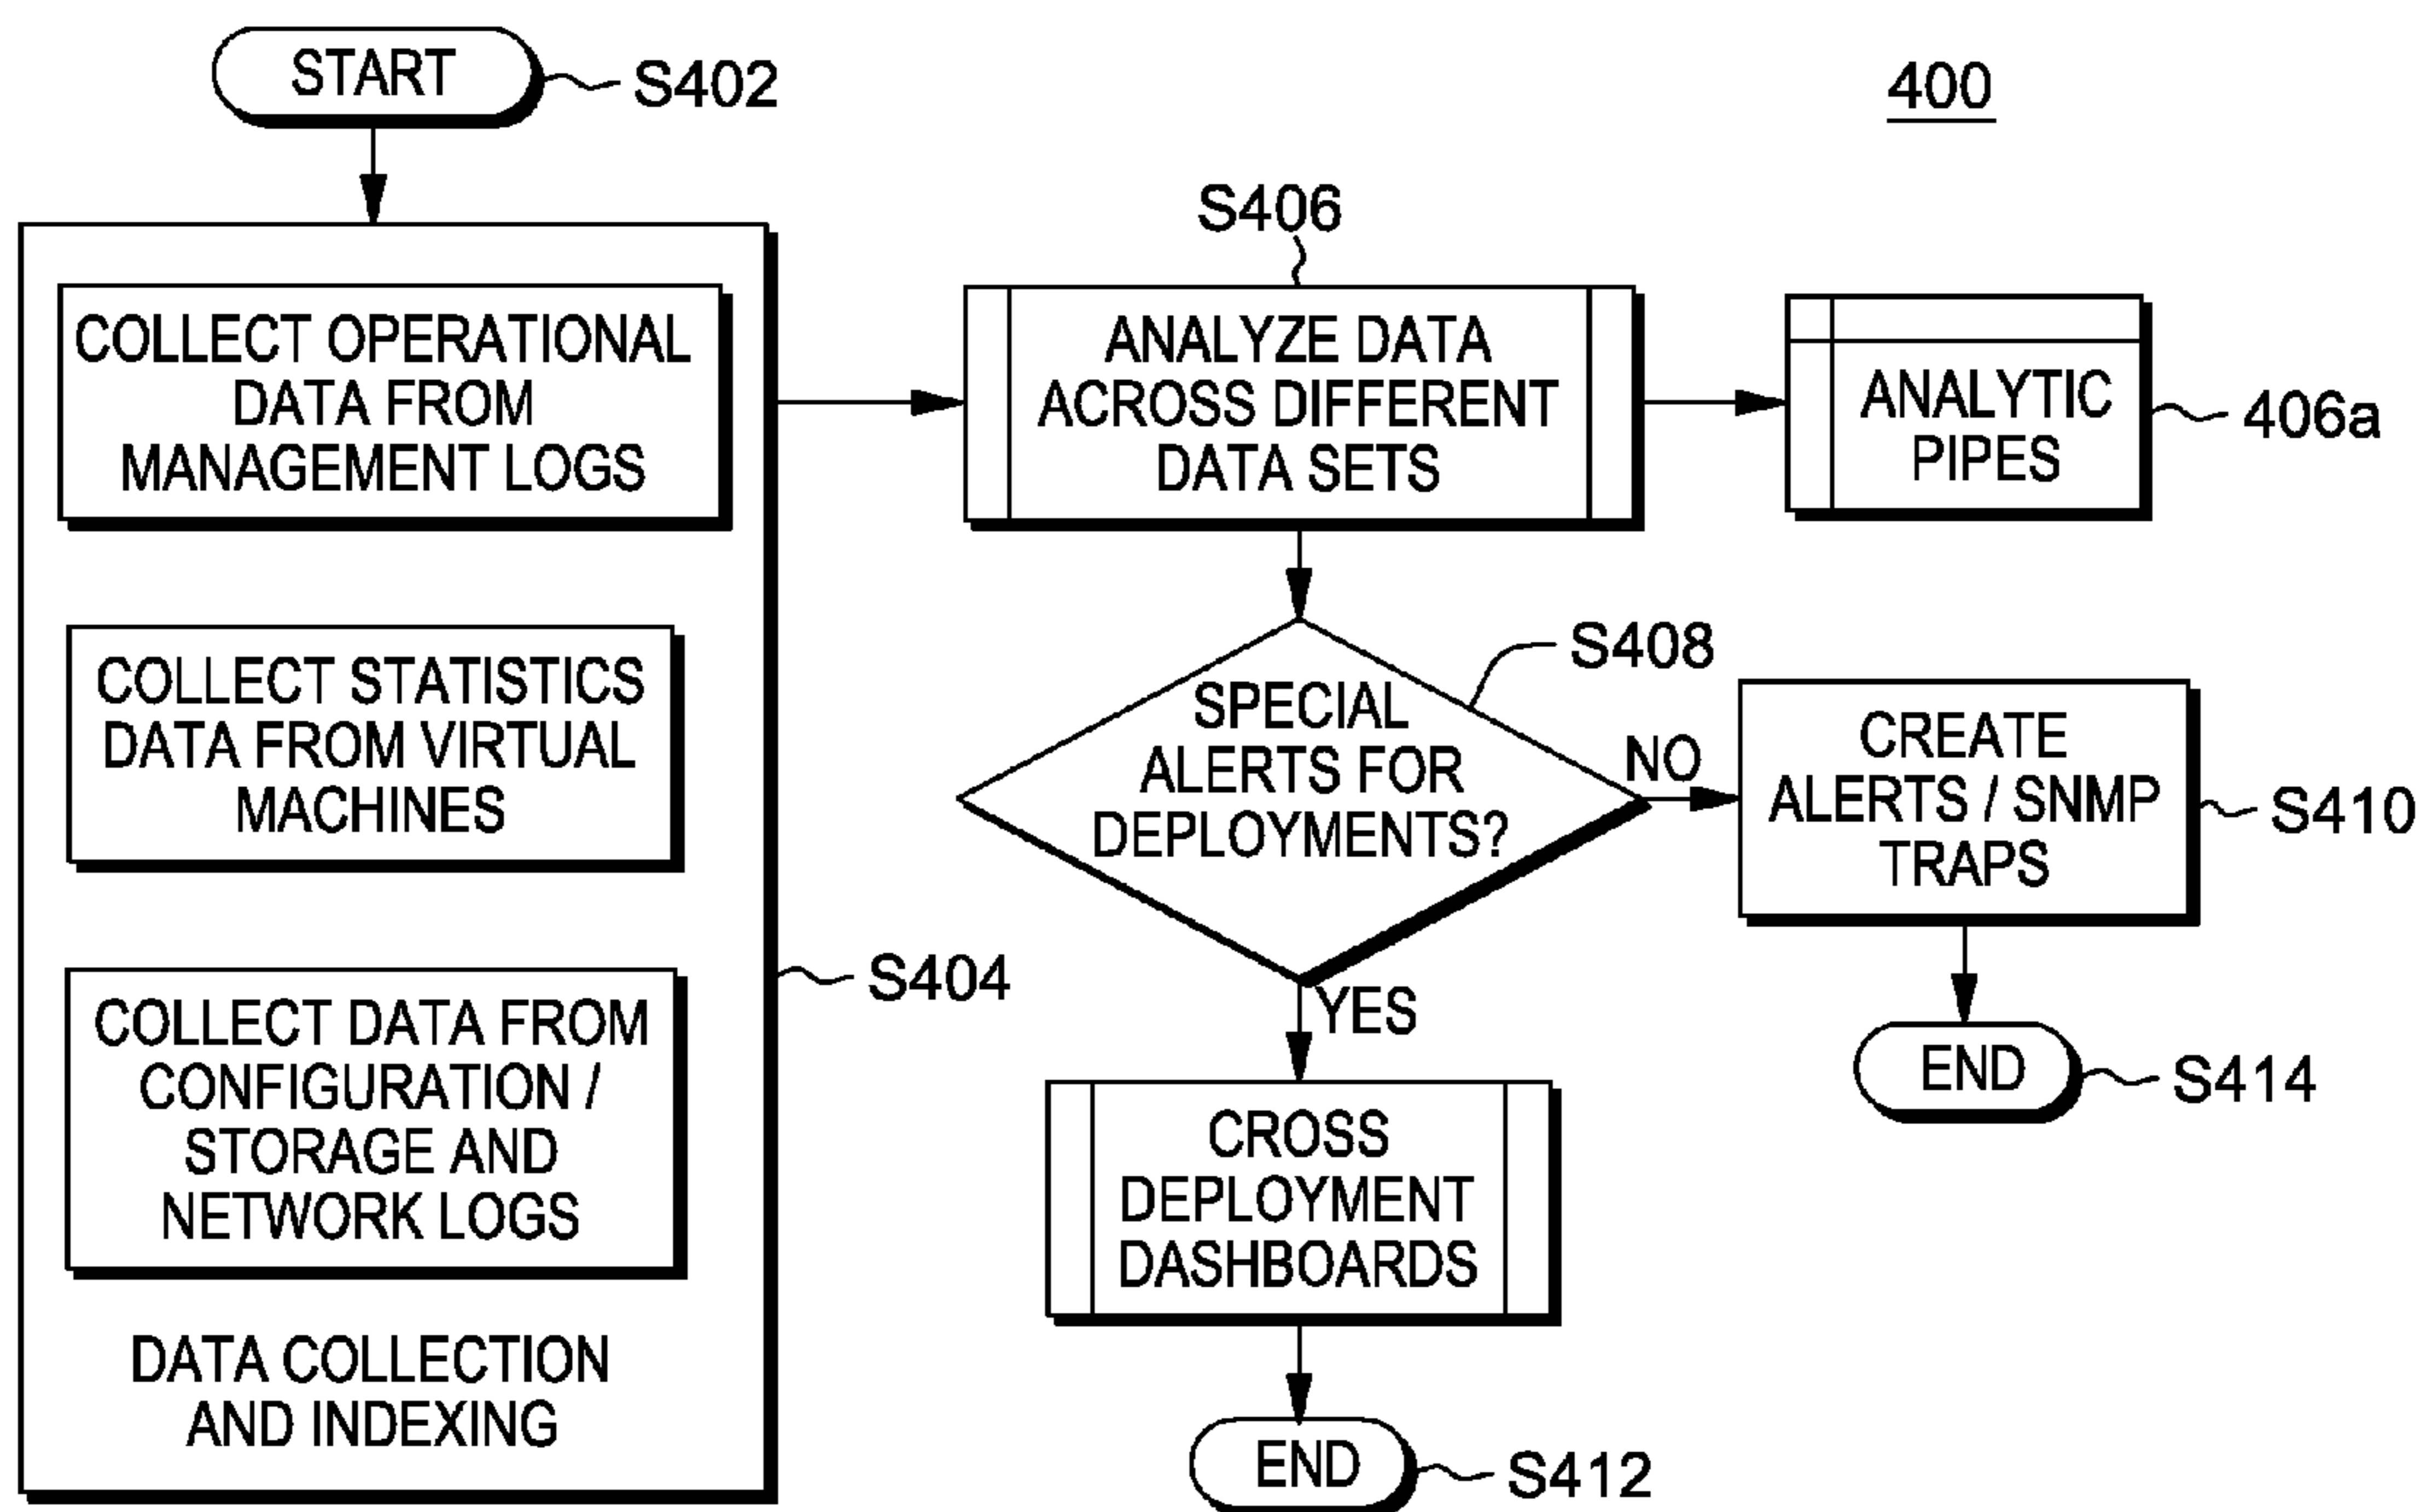 START
S402
400
COLLECT OPERATIONAL
DATA FROM
MANAGEMENT LOGS
COLLECT STATISTICS
DATA FROM VIRTUAL
MACHINES
COLLECT DATA FROM
CONFIGURATION /
STORAGE AND
NETWORK LOGS
DATA COLLECTION
AND INDEXING
S404
S406
ANALYZE DATA
ACROSS DIFFERENT
DATA SETS
ANALYTIC
PIPES
406a
SPECIAL
ALERTS FOR
DEPLOYMENTS?
S408
NO
CREATE
ALERTS / SNMP
TRAPS
S410
END
S414
YES
CROSS
DEPLOYMENT
DASHBOARDS
END
S412